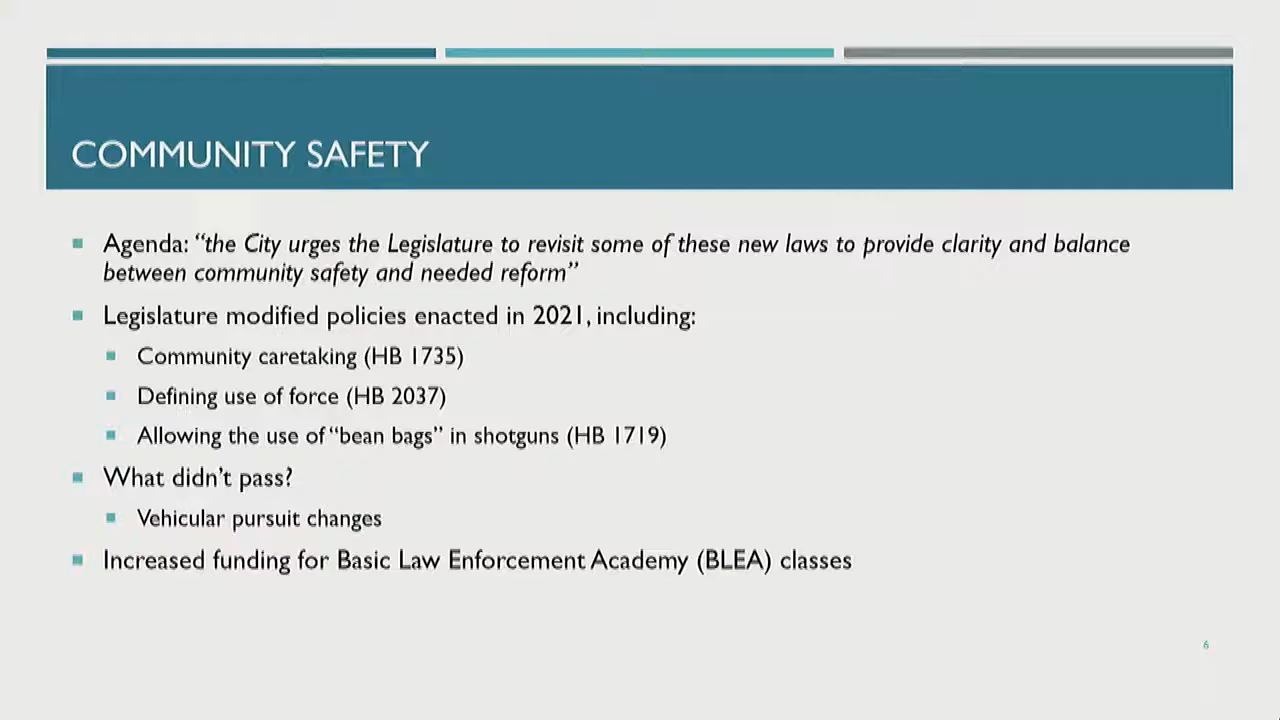 COMMUNITY SAFETY
Agenda: “the City urges the Legislature to revisit some of these new laws to provide clarity and balance
between community safety and needed reform”
Legislature modified policies enacted in 2021, including:
Community caretaking (HB 1735)
Defining use of force (HB 2037)
Allowing the use of “bean bags” in shotguns (HB 1719)
What didn’t pass?
Vehicular pursuit changes
Increased funding for Basic Law Enforcement Academy (BLEA) classes
6